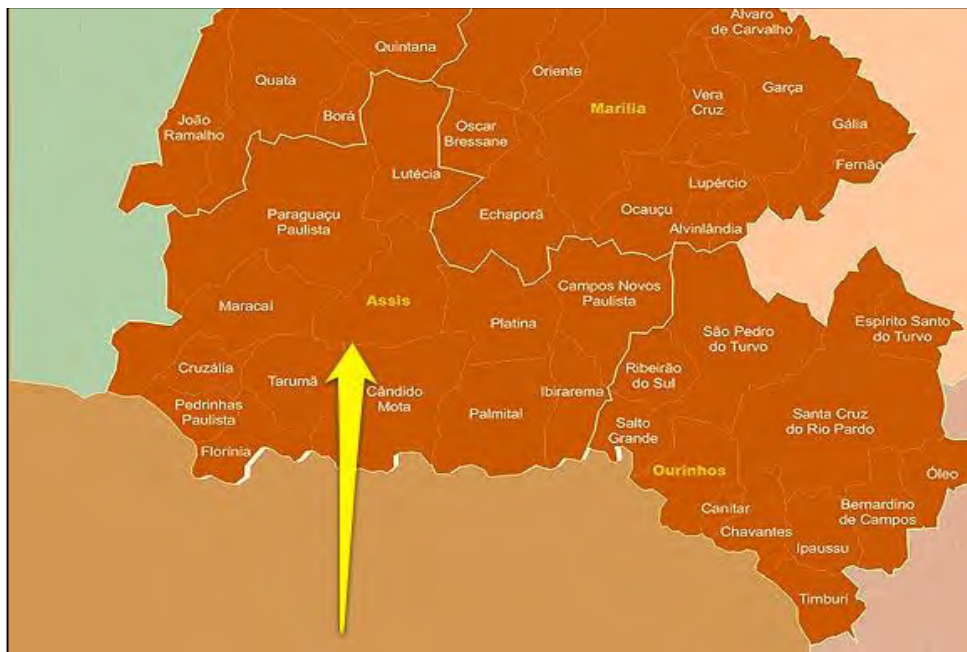 Alvaro
de Carvalho
Quintana
Oriente
Quatá
Marília
Vera
Cruz
Garça
Borá
João
Ramalho
Oscar
Bressane
Gália
Fernão
Lutécia
Lupércio
Paraguaçu
Paulista
Echaporã
Ocauçu
Alvinlândia
Campos Novos
Paulista
Maracaí
Assis
Platina
São Pedro
do Turvo
Espírito Santo
do Turvo
Cruzália
Tarumã
Cândido
Mota
Ribeirão
do Sul
Ibirarema
Pedrinhas
Paulista
Palmital
Salto
Grande
Santa Cruz
do Rio Pardo
Florínia
Ourinhos
Óleo
Canitar
Bernardino
de Campos
Chavantes
Ipaussu
Timburí